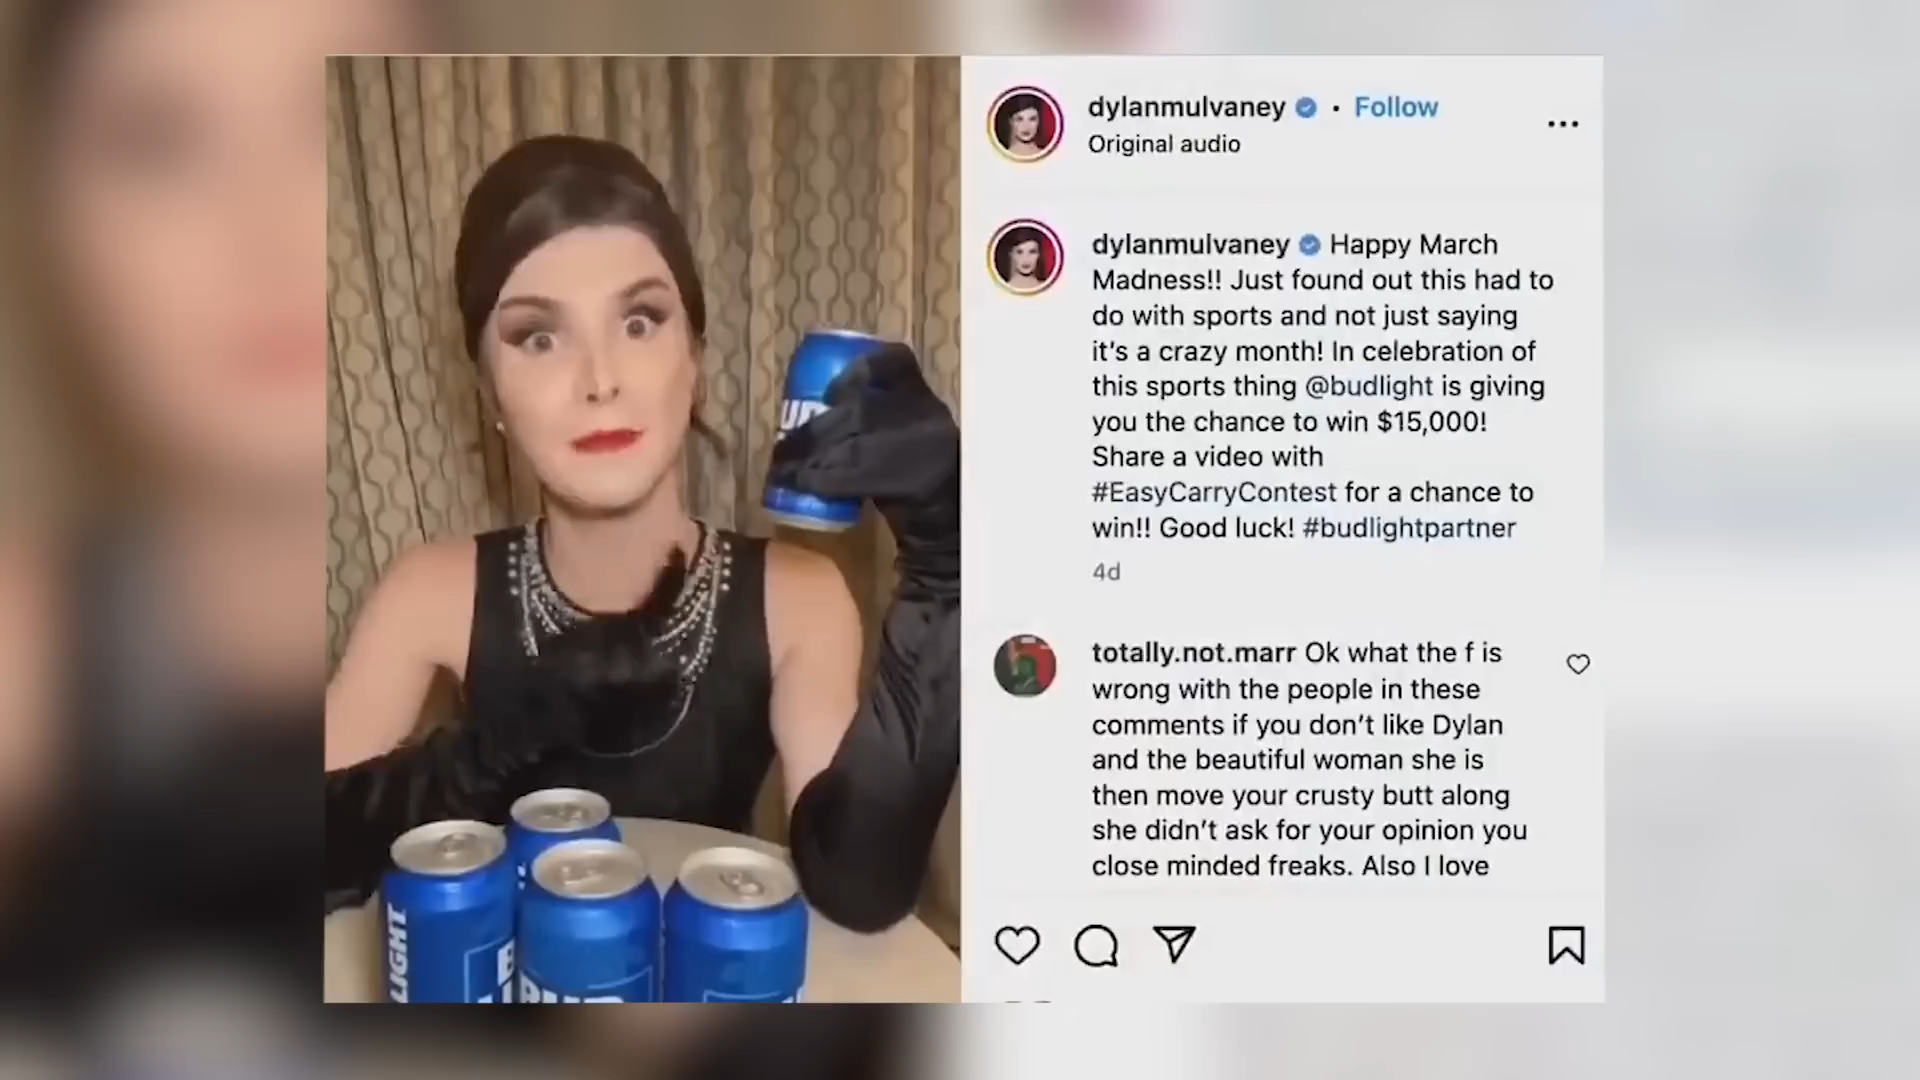 dylanmulvaney • Follow
Original audio
dylanmulvaney Happy March
Madness!! Just found out this had to
do with sports and not just saying
it's a crazy month! In celebration of
this sports thing @budlight is giving
you the chance to win $15,000!
Share a video with
#EasyCarryContest for a chance to
win!! Good luck! #budlightpartner
4d
totally.not.marr Ok what the f is
wrong with the people in these
comments if you don't like Dylan
and the beautiful woman she is
then move your crusty butt along
she didn't ask for your opinion you
close minded freaks. Also I love
LIGHT
BUD